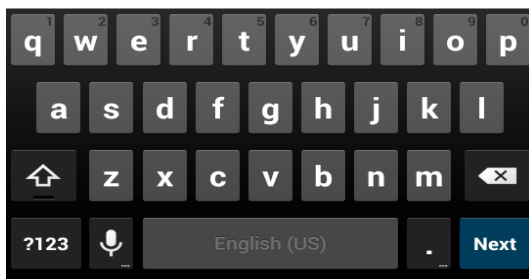 1 2 3 4 5 6 7 8 9 0
q w e r t y u i o p
a s d f g h j k l
z x c v b n m
?123 English (US) . Next